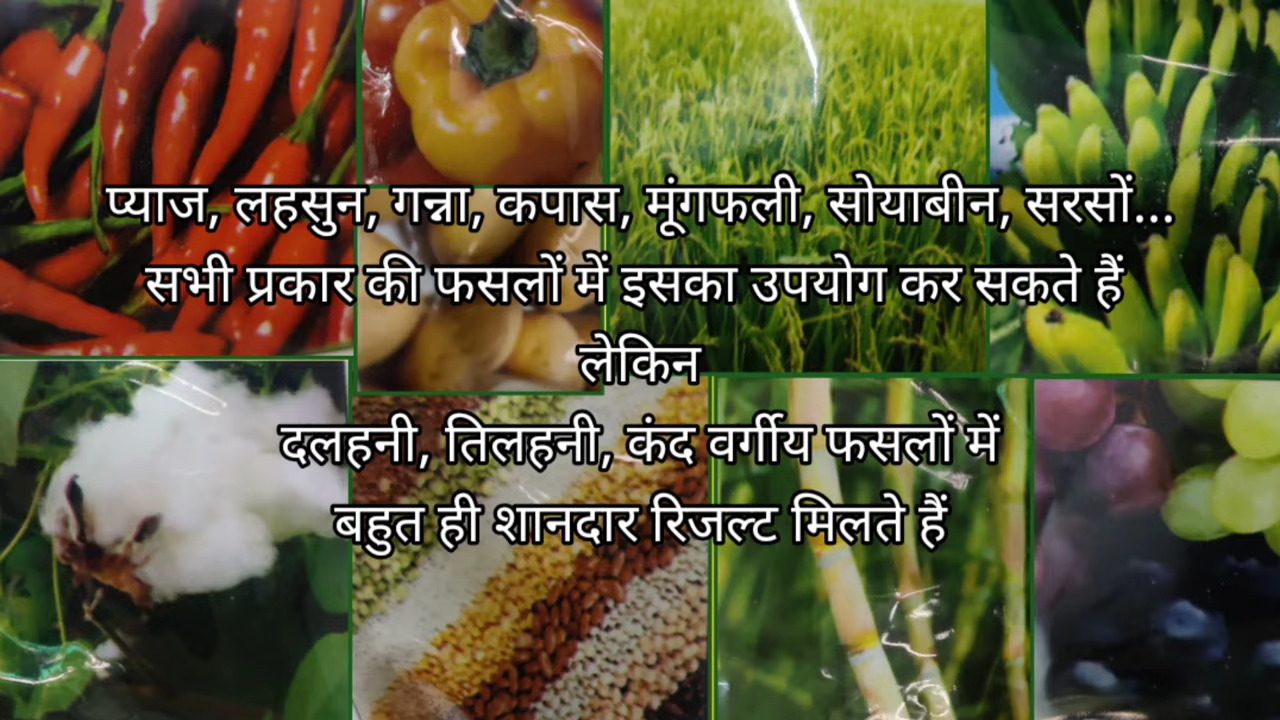 प्याज, लहसुन, गन्ना, कपास, मूंगफली, सोयाबीन, सरसों...
सभी प्रकार की फसलों में इसका उपयोग कर सकते हैं
लेकिन
दलहनी, तिलहनी, कंद वर्गीय फसलों में
बहुत ही शानदार रिजल्ट मिलते हैं